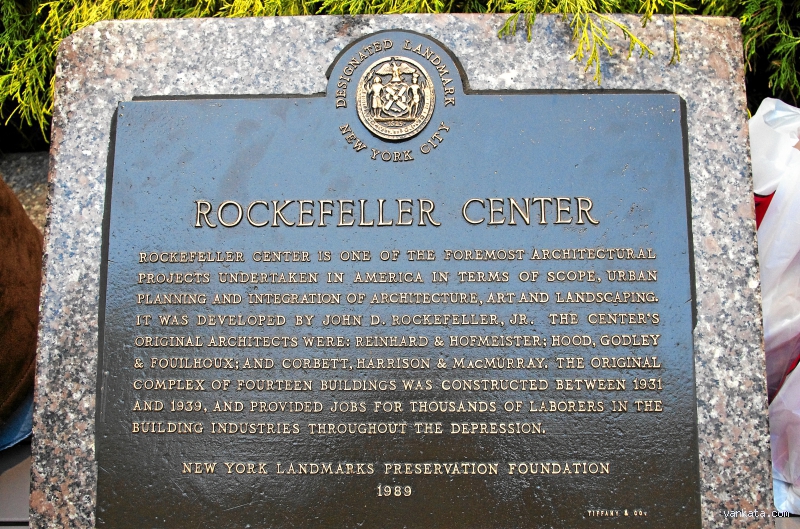 DESIGNATED LANDMARK
NEW YORK CITY
ROCKEFELLER CENTER
ROCKEFELLER CENTER IS ONE OF THE FOREMOST ARCHITECTURAL
PROJECTS UNDERTAKEN IN AMERICA IN TERMS OF SCOPE, URBAN
PLANNING AND INTEGRATION OF ARCHITECTURE, ART AND LANDSCAPING.
IT WAS DEVELOPED BY JOHN D. ROCKEFELLER, JR. THE CENTER'S
ORIGINAL ARCHITECTS WERE: REINHARD & HOFMEISTER; HOOD, GODLEY
& FOUILHOUX; AND CORBETT, HARRISON & MACMURRAY. THE ORIGINAL
COMPLEX OF FOURTEEN BUILDINGS WAS CONSTRUCTED BETWEEN 1931
AND 1939, AND PROVIDED JOBS FOR THOUSANDS OF LABORERS IN THE
BUILDING INDUSTRIES THROUGHOUT THE DEPRESSION.
NEW YORK LANDMARKS PRESERVATION FOUNDATION
1989
TIFFANY & CO.
vankata.com